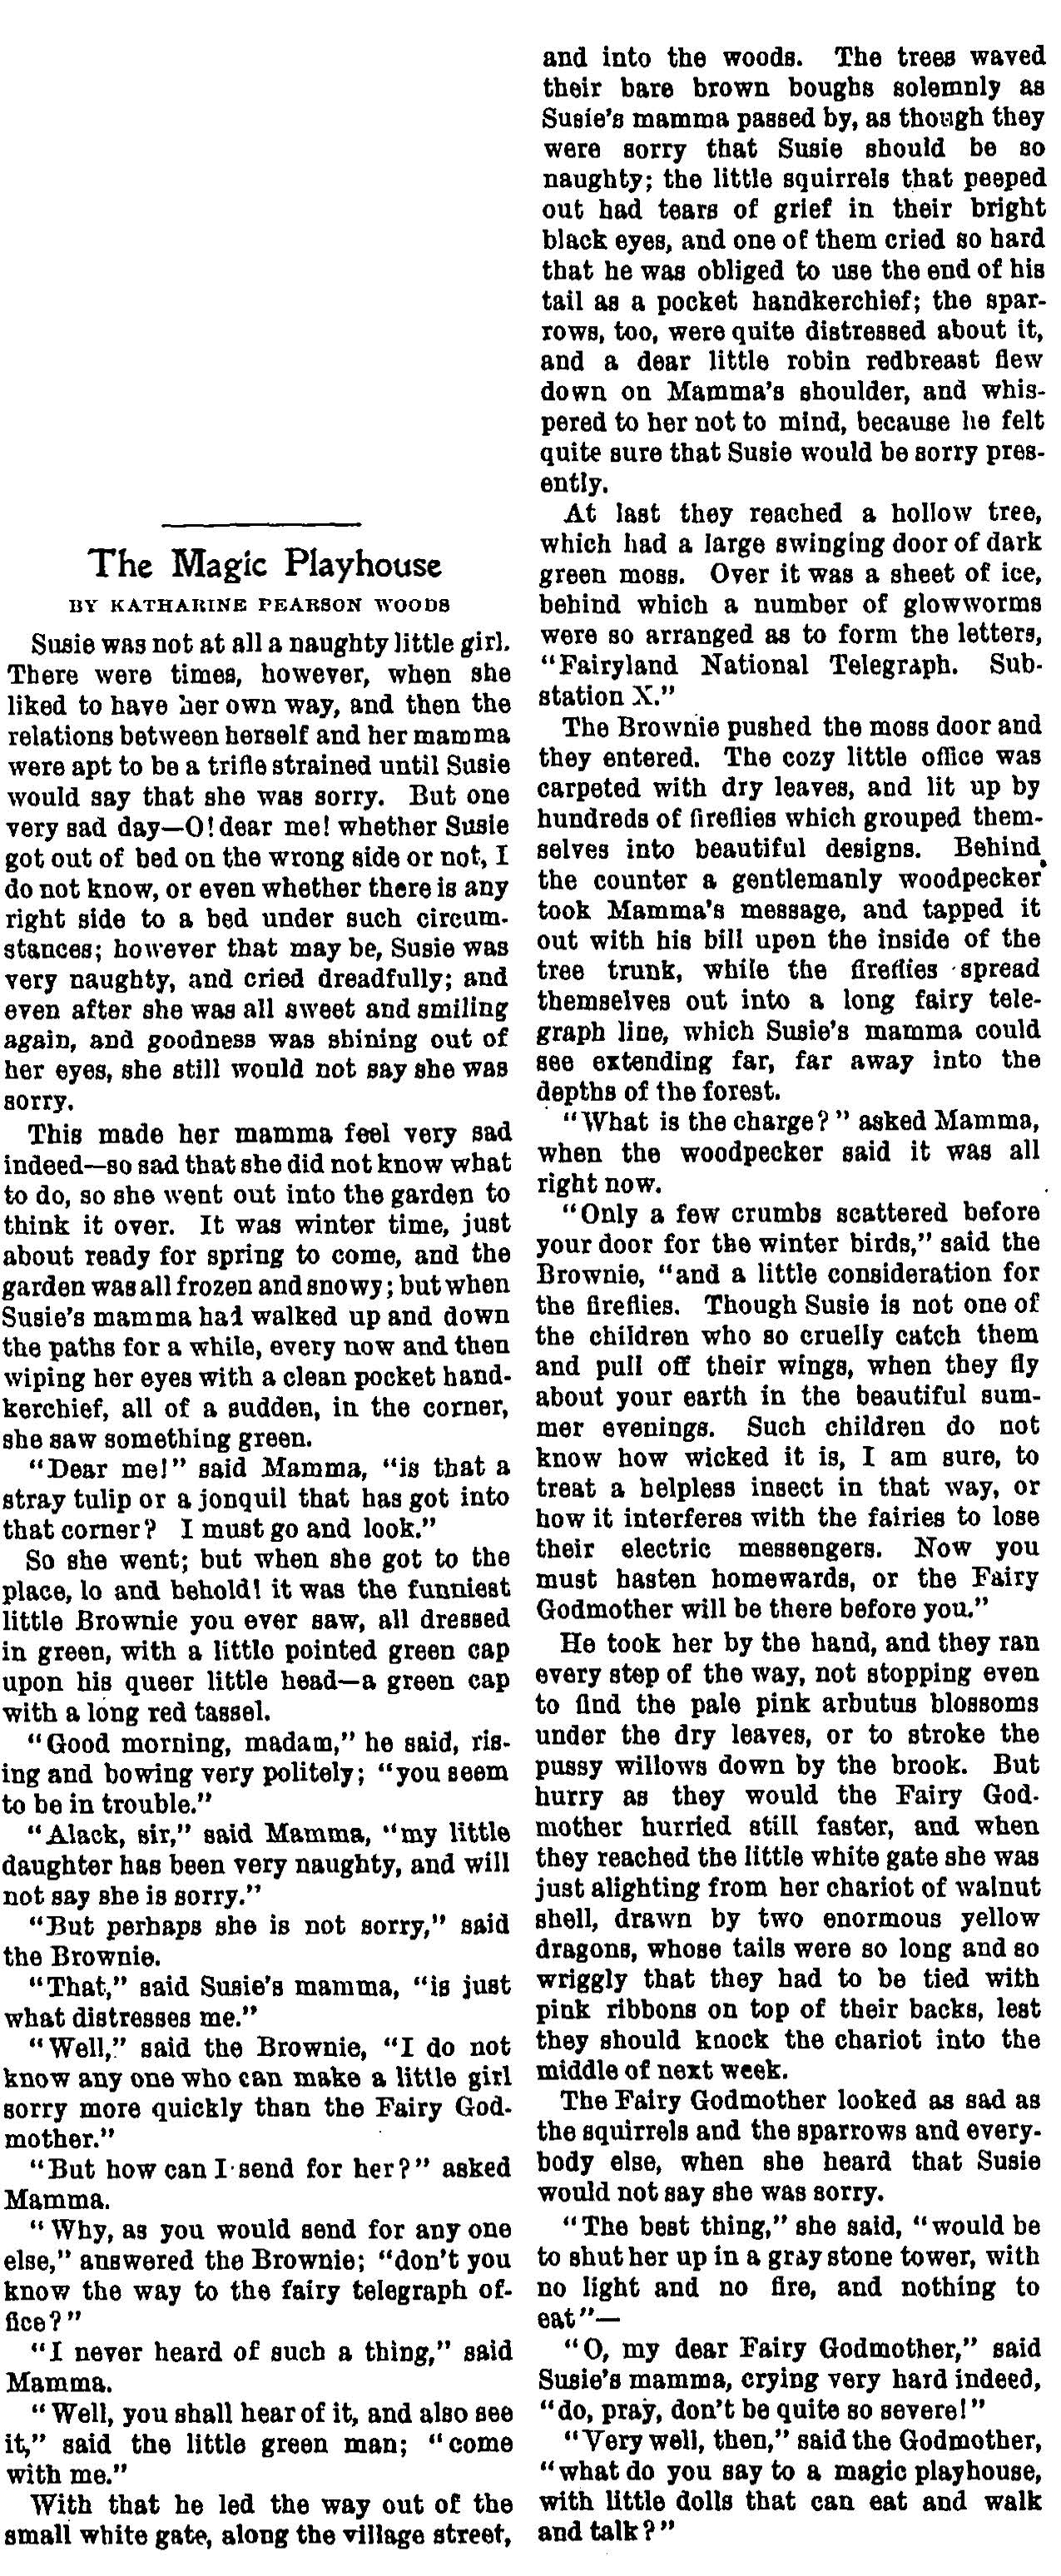 The Magic Playhouse
BY KATHARINE PEARSON WOODS
Susie was not at all a naughty little girl.
There were times, however, when she
liked to have her own way, and then the
relations between herself and her mamma
were apt to be a trifle strained until Susie
would say that she was sorry. But one
very sad day—O! dear me! whether Susie
got out of bed on the wrong side or not, I
do not know, or even whether there is any
right side to a bed under such circum-
stances; however that may be, Susie was
very naughty, and cried dreadfully; and
even after she was all sweet and smiling
again, and goodness was shining out of
her eyes, she still would not say she was
sorry.
This made her mamma feel very sad
indeed—so sad that she did not know what
to do, so she went out into the garden to
think it over. It was winter time, just
about ready for spring to come, and the
garden was all frozen and snowy; but when
Susie's mamma had walked up and down
the paths for a while, every now and then
wiping her eyes with a clean pocket hand-
kerchief, all of a sudden, in the corner,
she saw something green.
"Dear me!" said Mamma, "is that a
stray tulip or a jonquil that has got into
that corner? I must go and look."
So she went; but when she got to the
place, lo and behold! it was the funniest
little Brownie you ever saw, all dressed
in green, with a little pointed green cap
upon his queer little head—a green cap
with a long red tassel.
"Good morning, madam," he said, ris-
ing and bowing very politely; "you seem
to be in trouble."
"Alack, sir," said Mamma, "my little
daughter has been very naughty, and will
not say she is sorry."
"But perhaps she is not sorry," said
the Brownie.
"That," said Susie's mamma, "is just
what distresses me."
"Well," said the Brownie, "I do not
know any one who can make a little girl
sorry more quickly than the Fairy God-
mother."
"But how can I send for her?" asked
Mamma.
"Why, as you would send for any one
else," answered the Brownie; "don't you
know the way to the fairy telegraph of-
fice?"
"I never heard of such a thing," said
Mamma.
"Well, you shall hear of it, and also see
it," said the little green man; "come
with me."
With that he led the way out of the
small white gate, along the village street,
and into the woods. The trees waved
their bare brown boughs solemnly as
Susie's mamma passed by, as though they
were sorry that Susie should be so
naughty; the little squirrels that peeped
out had tears of grief in their bright
black eyes, and one of them cried so hard
that he was obliged to use the end of his
tail as a pocket handkerchief; the spar-
rows, too, were quite distressed about it,
and a dear little robin redbreast flew
down on Mamma's shoulder, and whis-
pered to her not to mind, because he felt
quite sure that Susie would be sorry pres-
ently.
At last they reached a hollow tree,
which had a large swinging door of dark
green moss. Over it was a sheet of ice,
behind which a number of glowworms
were so arranged as to form the letters,
"Fairyland National Telegraph. Sub-
station X."
The Brownie pushed the moss door and
they entered. The cozy little office was
carpeted with dry leaves, and lit up by
hundreds of fireflies which grouped them-
selves into beautiful designs. Behind
the counter a gentlemanly woodpecker
took Mamma's message, and tapped it
out with his bill upon the inside of the
tree trunk, while the fireflies spread
themselves out into a long fairy tele-
graph line, which Susie's mamma could
see extending far, far away into the
depths of the forest.
"What is the charge?" asked Mamma,
when the woodpecker said it was all
right now.
"Only a few crumbs scattered before
your door for the winter birds," said the
Brownie, "and a little consideration for
the fireflies. Though Susie is not one of
the children who so cruelly catch them
and pull off their wings, when they fly
about your earth in the beautiful sum-
mer evenings. Such children do not
know how wicked it is, I am sure, to
treat a helpless insect in that way, or
how it interferes with the fairies to lose
their electric messengers. Now you
must hasten homewards, or the Fairy
Godmother will be there before you."
He took her by the hand, and they ran
every step of the way, not stopping even
to find the pale pink arbutus blossoms
under the dry leaves, or to stroke the
pussy willows down by the brook. But
hurry as they would the Fairy God-
mother hurried still faster, and when
they reached the little white gate she was
just alighting from her chariot of walnut
shell, drawn by two enormous yellow
dragons, whose tails were so long and so
wriggly that they had to be tied with
pink ribbons on top of their backs, lest
they should knock the chariot into the
middle of next week.
The Fairy Godmother looked as sad as
the squirrels and the sparrows and every-
body else, when she heard that Susie
would not say she was sorry.
"The best thing," she said, "would be
to shut her up in a gray stone tower, with
no light and no fire, and nothing to
eat"—
"O, my dear Fairy Godmother," said
Susie's mamma, crying very hard indeed,
"do, pray, don't be quite so severe!"
"Very well, then," said the Godmother,
"what do you say to a magic playhouse,
with little dolls that can eat and walk
and talk?"